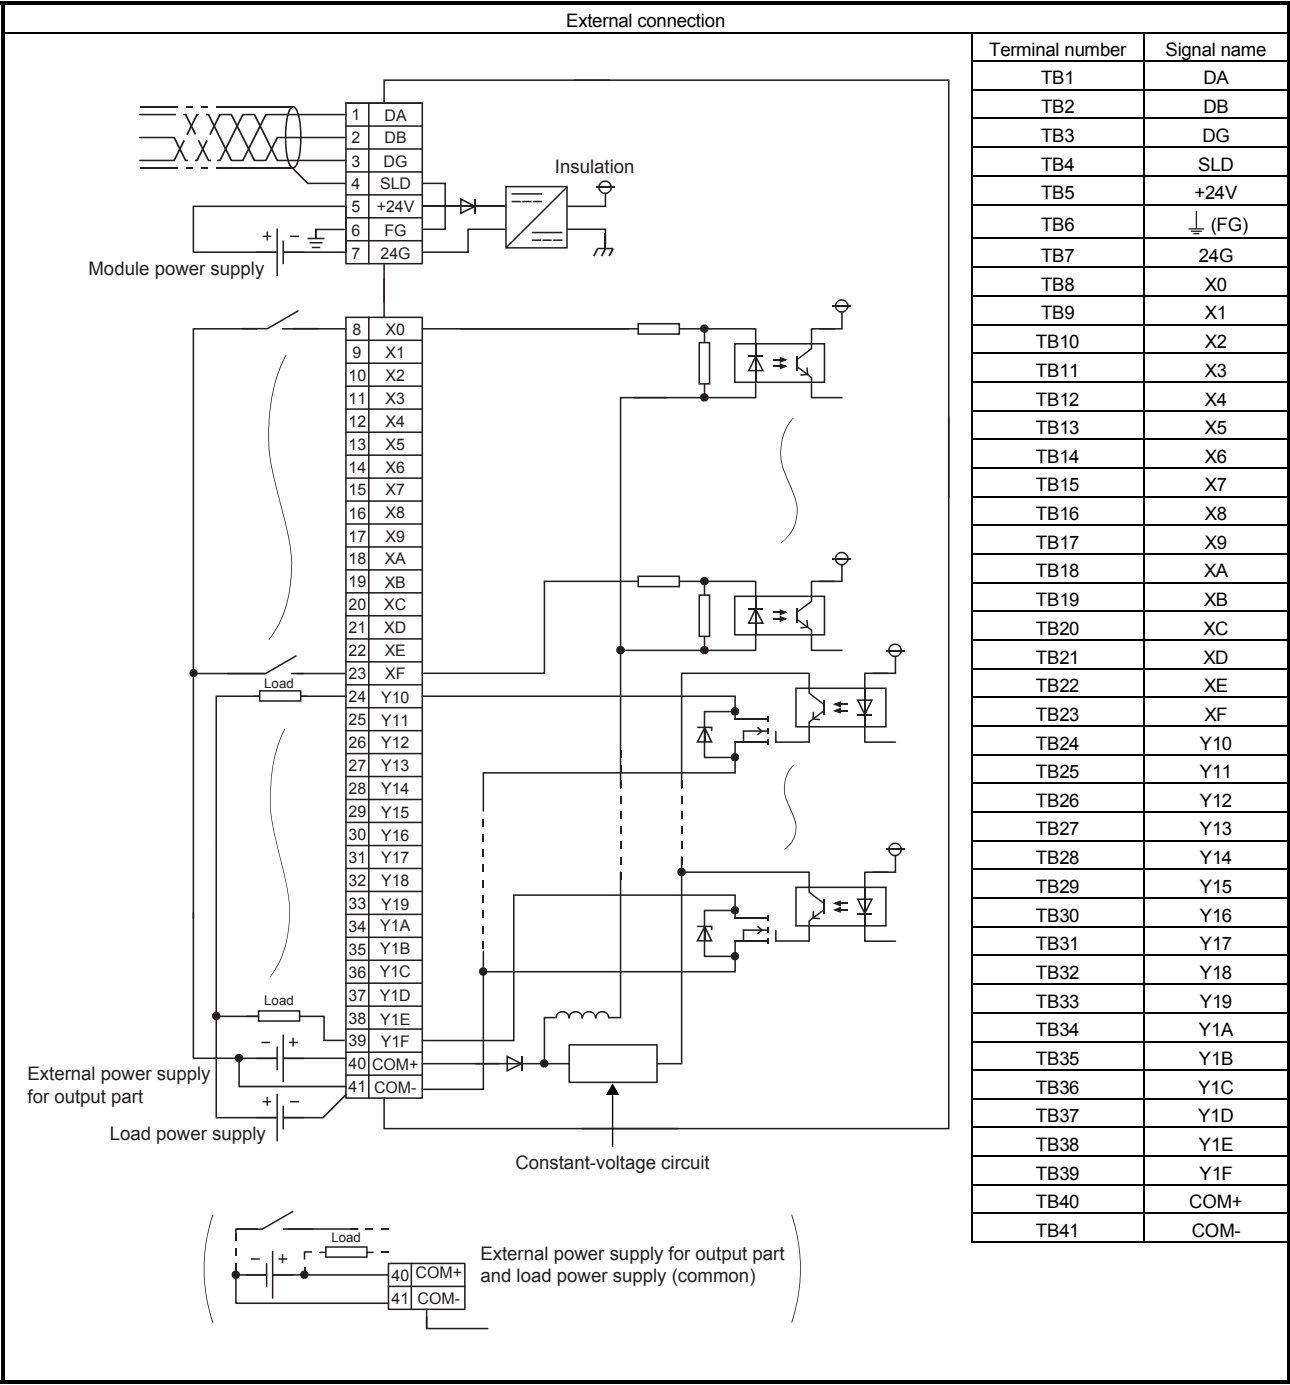 External connection
Terminal number Signal name
TB1 DA
TB2 DB
TB3 DG
TB4 SLD
TB5 +24V
TB6 ⏚ (FG)
TB7 24G
TB8 X0
TB9 X1
TB10 X2
TB11 X3
TB12 X4
TB13 X5
TB14 X6
TB15 X7
TB16 X8
TB17 X9
TB18 XA
TB19 XB
TB20 XC
TB21 XD
TB22 XE
TB23 XF
TB24 Y10
TB25 Y11
TB26 Y12
TB27 Y13
TB28 Y14
TB29 Y15
TB30 Y16
TB31 Y17
TB32 Y18
TB33 Y19
TB34 Y1A
TB35 Y1B
TB36 Y1C
TB37 Y1D
TB38 Y1E
TB39 Y1F
TB40 COM+
TB41 COM-
1 DA
2 DB
3 DG
4 SLD
5 +24V
6 FG
7 24G
Insulation
+ −
Module power supply
8 X0
9 X1
10 X2
11 X3
12 X4
13 X5
14 X6
15 X7
16 X8
17 X9
18 XA
19 XB
20 XC
21 XD
22 XE
23 XF
Load
24 Y10
25 Y11
26 Y12
27 Y13
28 Y14
29 Y15
30 Y16
31 Y17
32 Y18
33 Y19
34 Y1A
35 Y1B
36 Y1C
37 Y1D
Load
38 Y1E
39 Y1F
− +
40 COM+
41 COM-
External power supply
for output part
+ −
Load power supply
Constant-voltage circuit
Load
− +
40 COM+
41 COM-
External power supply for output part
and load power supply (common)